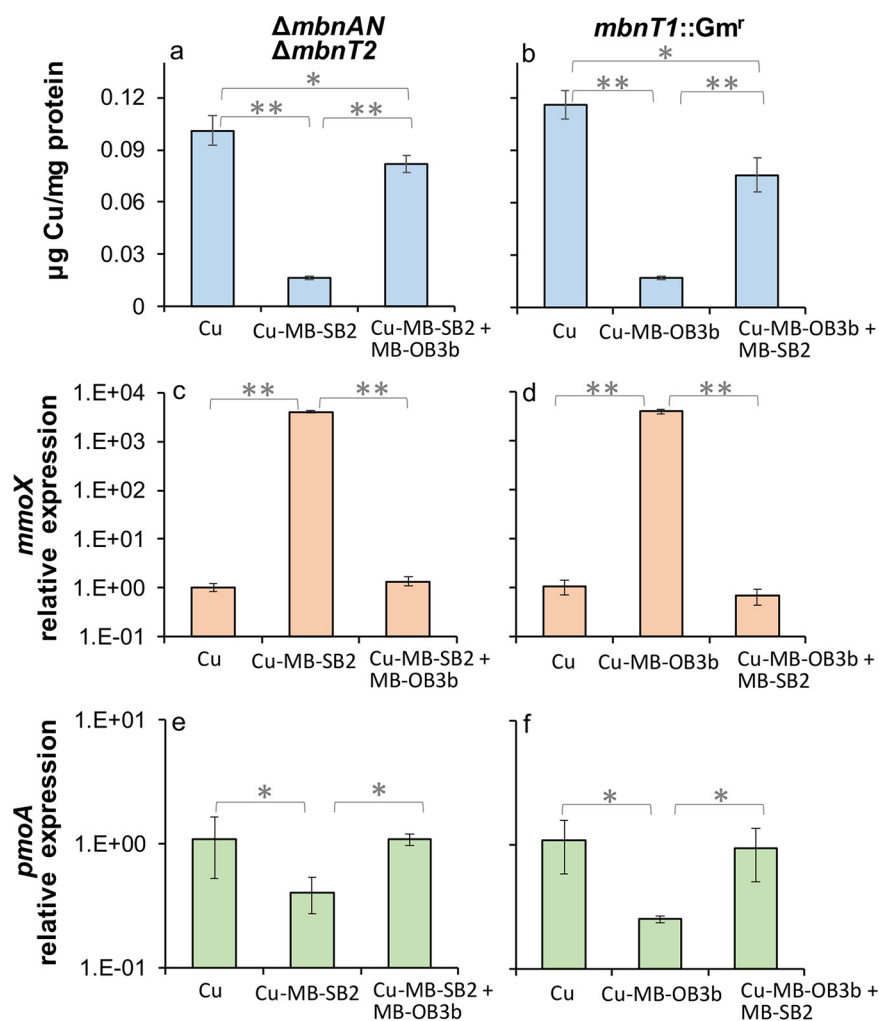 ΔmbnAN
ΔmbnT2
mbnT1::Gmʳ
a
b
*
*
**
**
**
**
µg Cu/mg protein
0.12
0.09
0.06
0.03
0
Cu
Cu-MB-SB2
Cu-MB-SB2 +
MB-OB3b
Cu
Cu-MB-OB3b
Cu-MB-OB3b +
MB-SB2
c
d
**
**
**
**
mmoX
relative expression
1.E+04
1.E+03
1.E+02
1.E+01
1.E+00
1.E-01
Cu
Cu-MB-SB2
Cu-MB-SB2 +
MB-OB3b
Cu
Cu-MB-OB3b
Cu-MB-OB3b +
MB-SB2
e
f
*
*
*
*
pmoA
relative expression
1.E+01
1.E+00
1.E-01
Cu
Cu-MB-SB2
Cu-MB-SB2 +
MB-OB3b
Cu
Cu-MB-OB3b
Cu-MB-OB3b +
MB-SB2